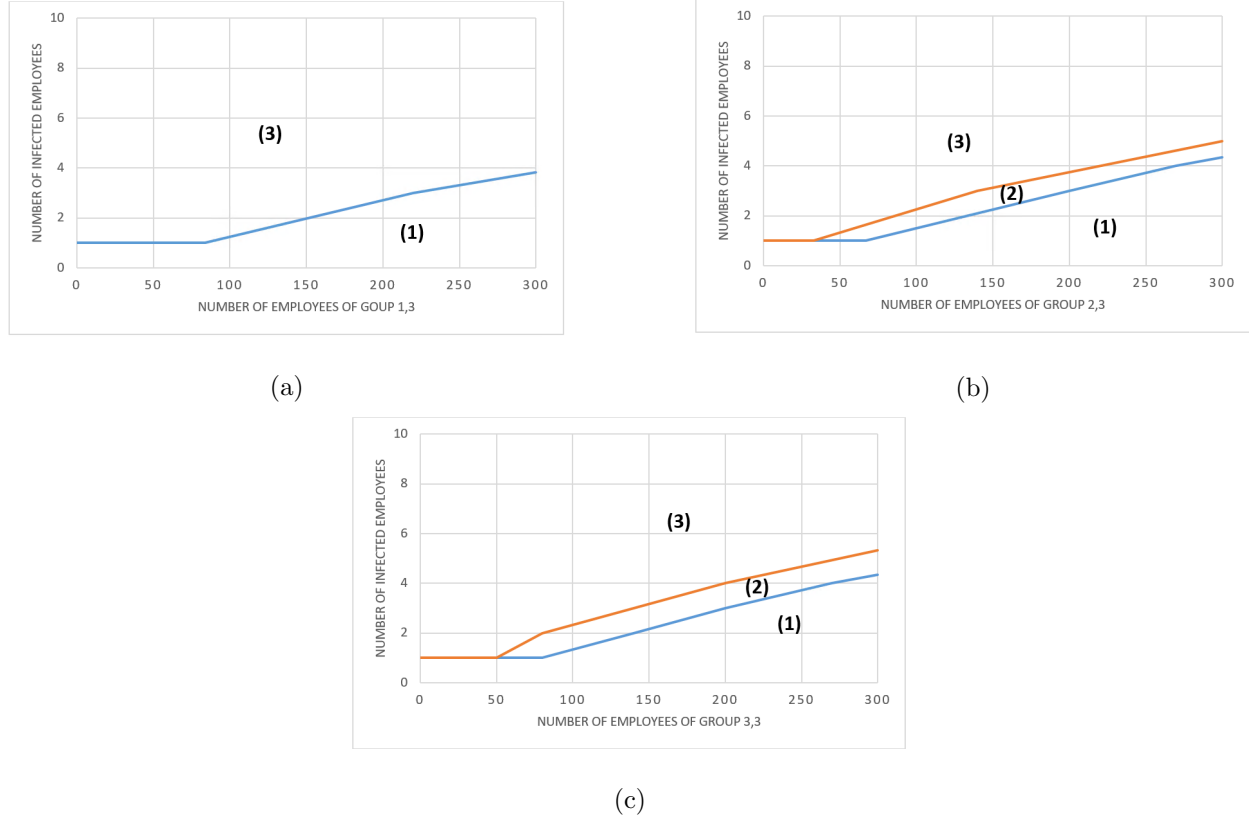 10
8
6
4
2
0
NUMBER OF INFECTED EMPLOYEES
(3)
(1)
0 50 100 150 200 250 300
NUMBER OF EMPLOYEES OF GOUP 1,3
(a)
10
8
6
4
2
0
NUMBER OF INFECTED EMPLOYEES
(3)
(2)
(1)
0 50 100 150 200 250 300
NUMBER OF EMPLOYEES OF GROUP 2,3
(b)
10
8
6
4
2
0
NUMBER OF INFECTED EMPLOYEES
(3)
(2)
(1)
0 50 100 150 200 250 300
NUMBER OF EMPLOYEES OF GROUP 3,3
(c)